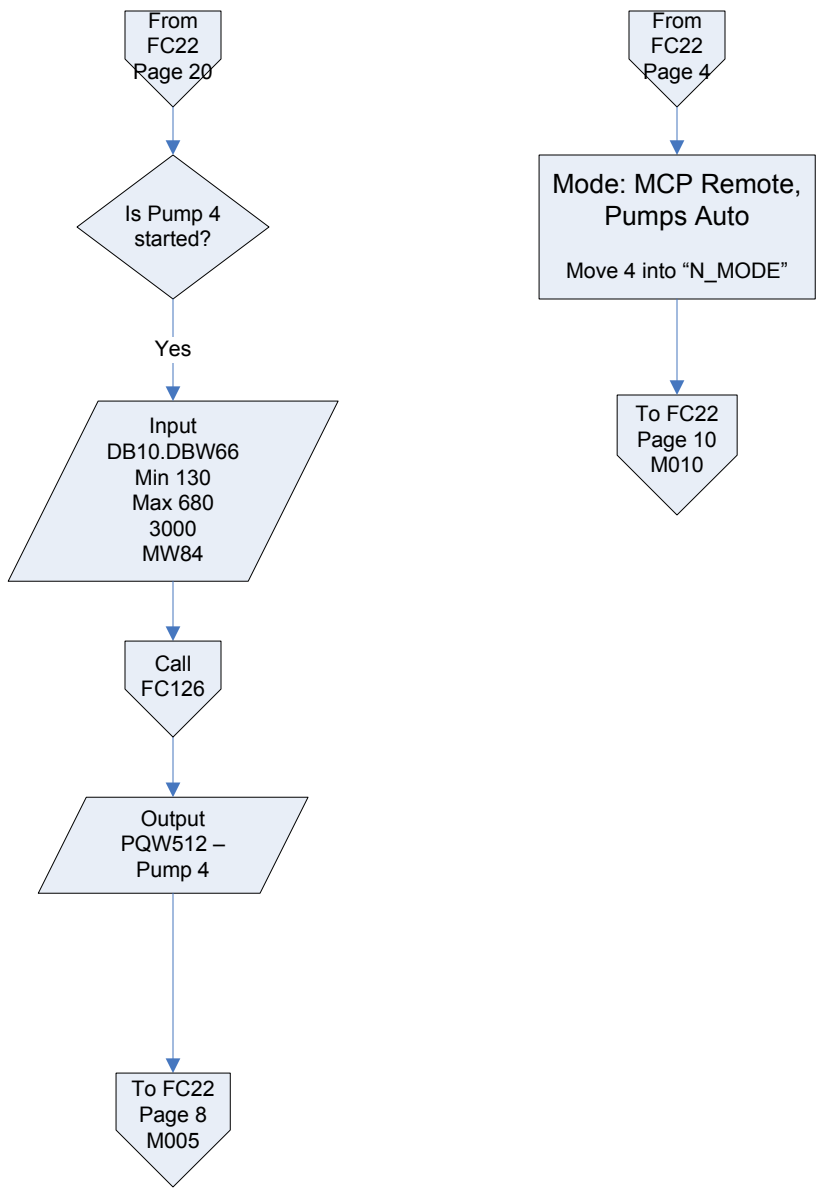 From
FC22
Page 20
Is Pump 4
started?
Yes
Input
DB10.DBW66
Min 130
Max 680
3000
MW84
Call
FC126
Output
PQW512 –
Pump 4
To FC22
Page 8
M005
From
FC22
Page 4
Mode: MCP Remote,
Pumps Auto
Move 4 into “N_MODE”
To FC22
Page 10
M010